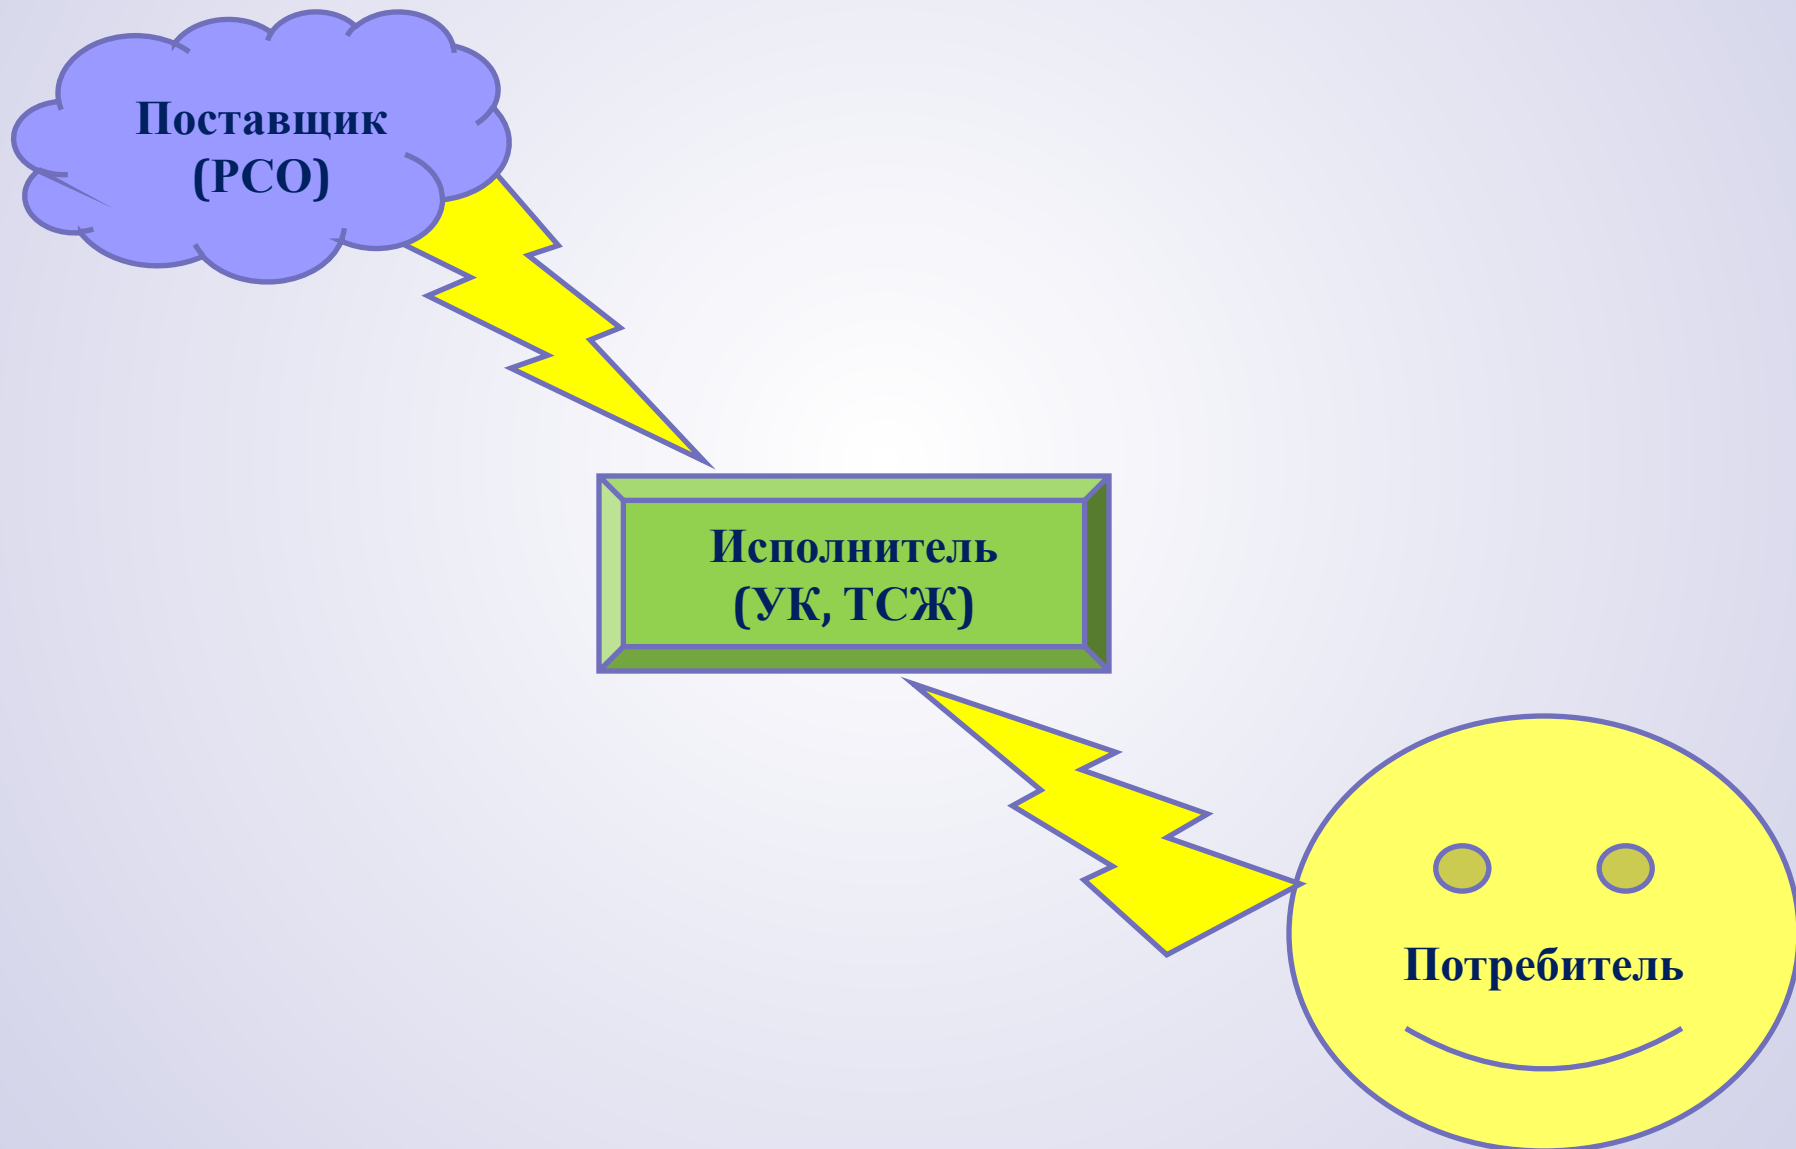 Поставщик
(РСО)
Исполнитель
(УК, ТСЖ)
Потребитель